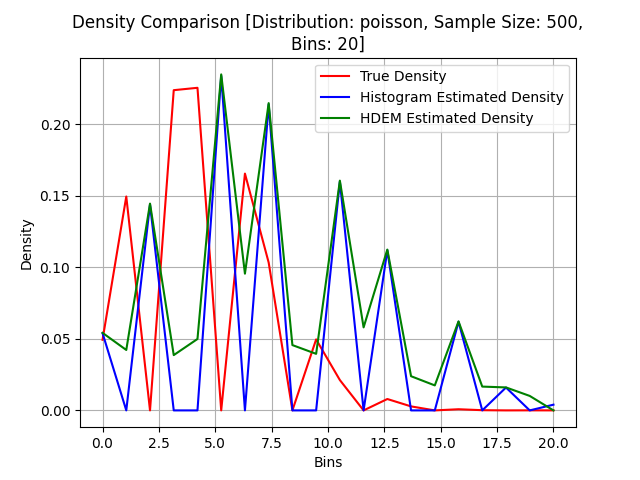 Density Comparison [Distribution: poisson, Sample Size: 500,
Bins: 20]
True Density
Histogram Estimated Density
HDEM Estimated Density
Density
0.20
0.15
0.10
0.05
0.00
0.0 2.5 5.0 7.5 10.0 12.5 15.0 17.5 20.0
Bins